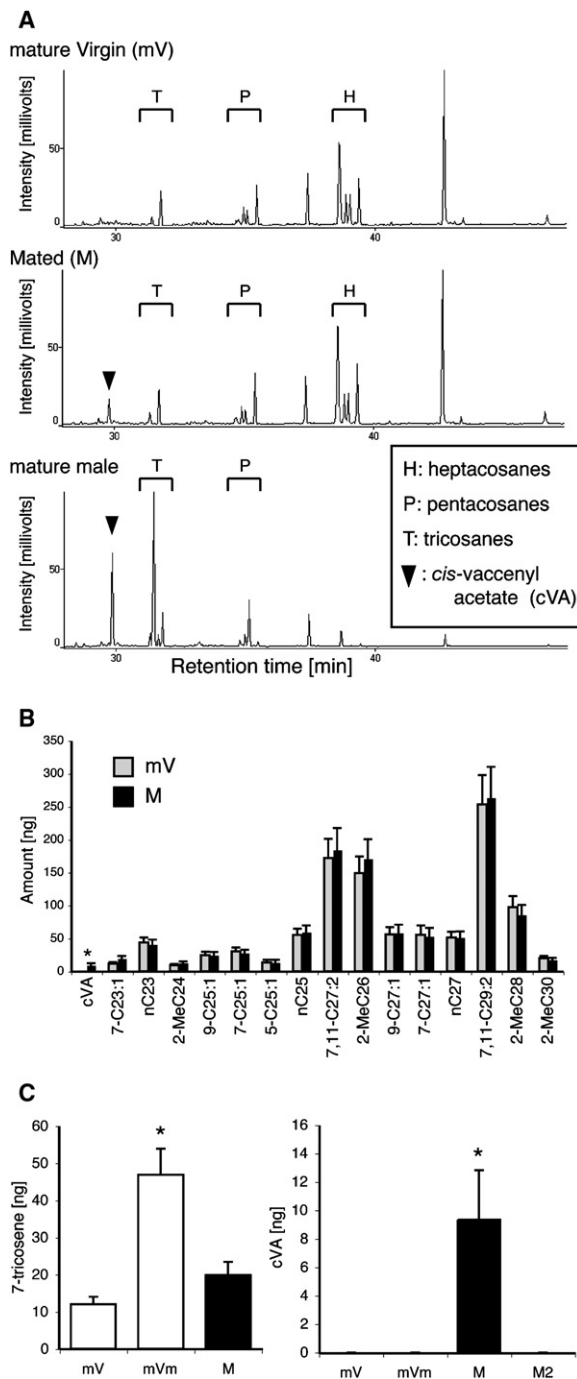 A
mature Virgin (mV)
Intensity [millivolts]
T
P
H
50
0
30
40
Mated (M)
Intensity [millivolts]
T
P
H
50
0
30
40
mature male
Intensity [millivolts]
T
P
50
0
30
40
Retention time [min]
H: heptacosanes
P: pentacosanes
T: tricosanes
▼: cis-vaccenyl
acetate (cVA)
B
Amount [ng]
350
300
250
200
150
100
50
0
mV
M
*
cVA
7-C23:1
nC23
2-MeC24
9-C25:1
7-C25:1
5-C25:1
nC25
7,11-C27:2
2-MeC26
9-C27:1
7-C27:1
nC27
7,11-C29:2
2-MeC28
2-MeC30
C
7-tricosene [ng]
60
50
40
30
20
10
0
*
mV
mVm
M
cVA [ng]
16
14
12
10
8
6
4
2
0
*
mV
mVm
M
M2